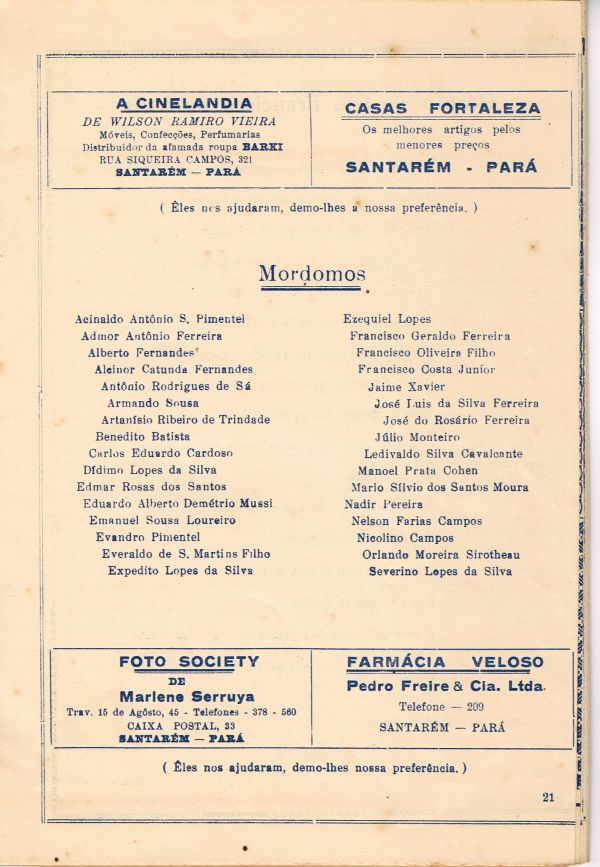 A CINELANDIA
DE WILSON RAMIRO VIEIRA
Móveis, Confecções, Perfumarias
Distribuidor da afamada roupa BARKI
RUA SIQUEIRA CAMPOS, 321
SANTARÉM — PARÁ
CASAS FORTALEZA
Os melhores artigos pelos
menores preços
SANTARÉM - PARÁ
( Êles nos ajudaram, demo-lhes a nossa preferência. )
Mordomos
Acinaldo Antônio S. Pimentel
Admor Antônio Ferreira
Alberto Fernandes
Alcinor Catunda Fernandes
Antônio Rodrigues de Sá
Armando Sousa
Artanísio Ribeiro de Trindade
Benedito Batista
Carlos Eduardo Cardoso
Dídimo Lopes da Silva
Edmar Rosas dos Santos
Eduardo Alberto Demétrio Mussi
Emanuel Sousa Loureiro
Evandro Pimentel
Everaldo de S. Martins Filho
Expedito Lopes da Silva
Ezequiel Lopes
Francisco Geraldo Ferreira
Francisco Oliveira Filho
Francisco Costa Junior
Jaime Xavier
José Luis da Silva Ferreira
José do Rosário Ferreira
Júlio Monteiro
Ledivaldo Silva Cavalcante
Manoel Prata Cohen
Mario Sílvio dos Santos Moura
Nadir Pereira
Nelson Farias Campos
Nicolino Campos
Orlando Moreira Sirotheau
Severino Lopes da Silva
FOTO SOCIETY
DE
Marlene Serruya
Trav. 15 de Agôsto, 45 - Telefones - 378 - 560
CAIXA POSTAL, 33
SANTARÉM — PARÁ
FARMÁCIA VELOSO
Pedro Freire & Cia. Ltda.
Telefone — 209
SANTARÉM — PARÁ
( Êles nos ajudaram, demo-lhes nossa preferência. )
21